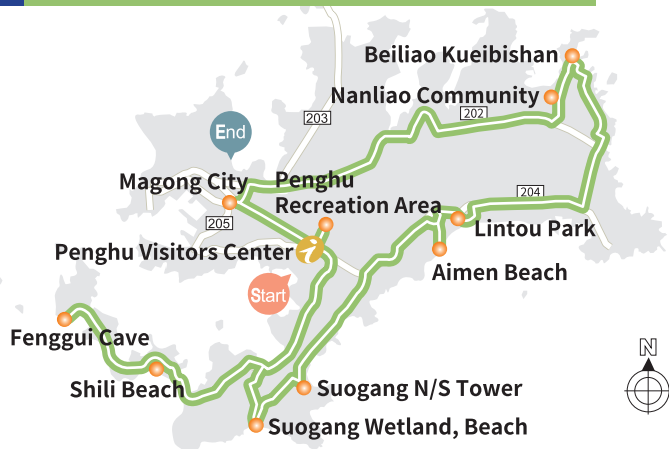 Beiliao Kueibishan
Nanliao Community
203
202
End
Magong City
Penghu
Recreation Area
204
205
Lintou Park
Penghu Visitors Center
Aimen Beach
Start
Fenggui Cave
N
Shili Beach
Suogang N/S Tower
Suogang Wetland, Beach